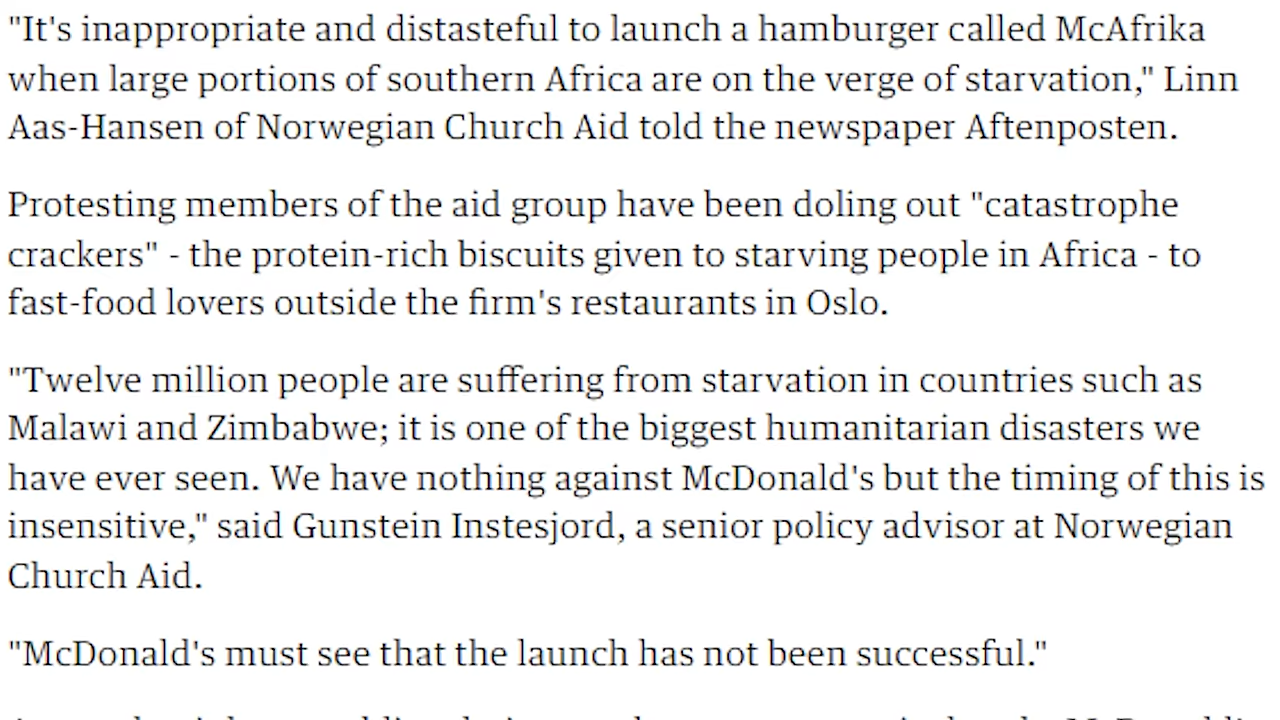 "It's inappropriate and distasteful to launch a hamburger called McAfrika
when large portions of southern Africa are on the verge of starvation," Linn
Aas-Hansen of Norwegian Church Aid told the newspaper Aftenposten.
Protesting members of the aid group have been doling out "catastrophe
crackers" - the protein-rich biscuits given to starving people in Africa - to
fast-food lovers outside the firm's restaurants in Oslo.
"Twelve million people are suffering from starvation in countries such as
Malawi and Zimbabwe; it is one of the biggest humanitarian disasters we
have ever seen. We have nothing against McDonald's but the timing of this is
insensitive," said Gunstein Instesjord, a senior policy advisor at Norwegian
Church Aid.
"McDonald's must see that the launch has not been successful."